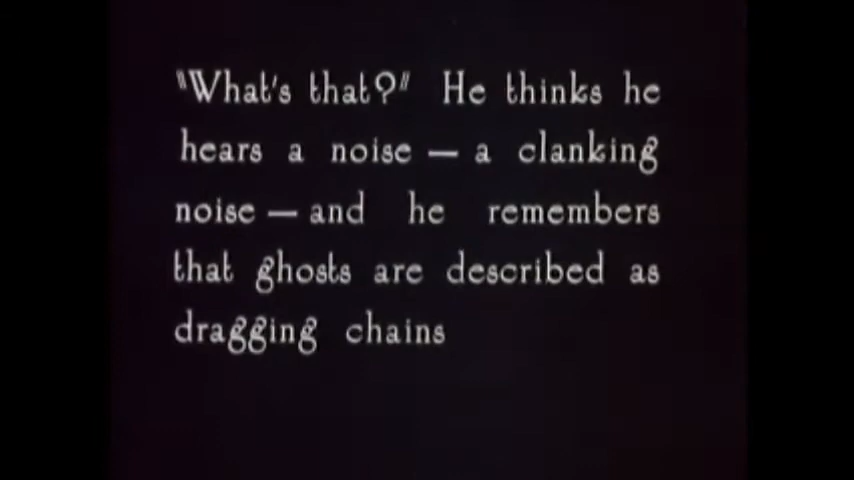 "What's that?" He thinks he
hears a noise — a clanking
noise — and he remembers
that ghosts are described as
dragging chains